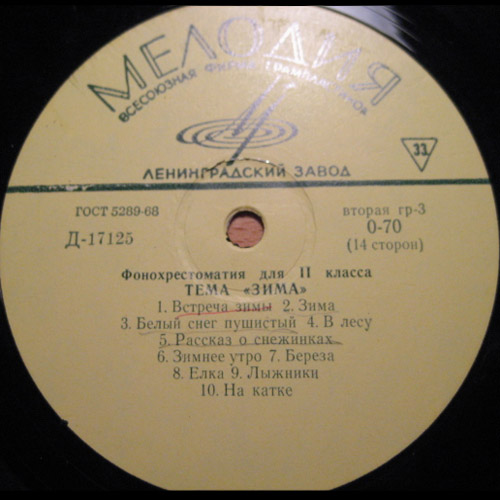 МЕЛОДИЯ
ВСЕСОЮЗНАЯ ФИРМА ГРАМПЛАСТИНОК
ЛЕНИНГРАДСКИЙ ЗАВОД
33
ГОСТ 5289-68
Д-17125
вторая гр-3
0-70
(14 сторон)
Фонохрестоматия для II класса
ТЕМА «ЗИМА»
1. Встреча зимы 2. Зима
3. Белый снег пушистый 4. В лесу
5. Рассказ о снежинках
6. Зимнее утро 7. Береза
8. Елка 9. Лыжники
10. На катке